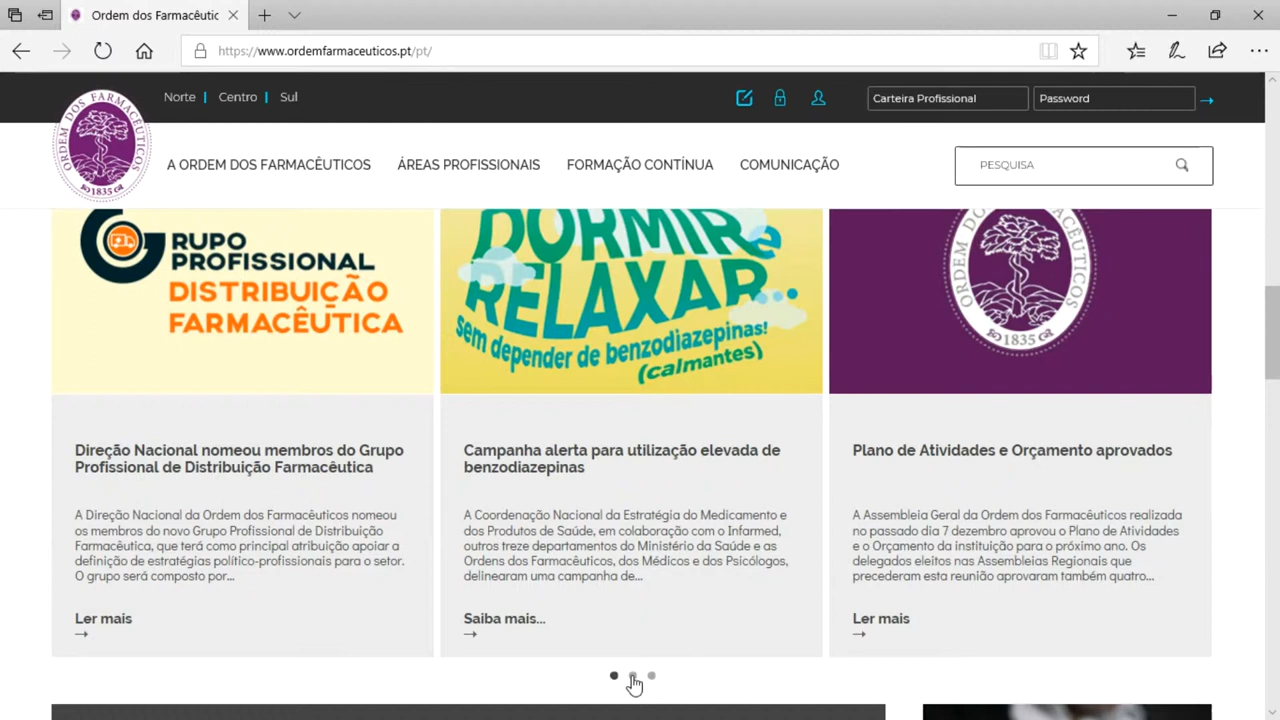 Ordem dos Farmacêutic
https://www.ordemfarmaceuticos.pt/pt/
Norte | Centro | Sul
Carteira Profissional
Password
ORDEM DOS FARMACÊUTICOS
1835
A ORDEM DOS FARMACÊUTICOS
ÁREAS PROFISSIONAIS
FORMAÇÃO CONTÍNUA
COMUNICAÇÃO
PESQUISA
GRUPO
PROFISSIONAL
DISTRIBUIÇÃO
FARMACÊUTICA
DORMIR e
RELAXAR...
sem depender de benzodiazepinas!
(calmantes)
ORDEM DOS FARMACÊUTICOS
1835
Direção Nacional nomeou membros do Grupo
Profissional de Distribuição Farmacêutica
A Direção Nacional da Ordem dos Farmacêuticos nomeou
os membros do novo Grupo Profissional de Distribuição
Farmacêutica, que terá como principal atribuição apoiar a
definição de estratégias político-profissionais para o setor.
O grupo será composto por...
Ler mais
Campanha alerta para utilização elevada de
benzodiazepinas
A Coordenação Nacional da Estratégia do Medicamento e
dos Produtos de Saúde, em colaboração com o Infarmed,
outros treze departamentos do Ministério da Saúde e as
Ordens dos Farmacêuticos, dos Médicos e dos Psicólogos,
delinearam uma campanha de...
Saiba mais...
Plano de Atividades e Orçamento aprovados
A Assembleia Geral da Ordem dos Farmacêuticos realizada
no passado dia 7 dezembro aprovou o Plano de Atividades
e o Orçamento da instituição para o próximo ano. Os
delegados eleitos nas Assembleias Regionais que
precederam esta reunião aprovaram também quatro...
Ler mais